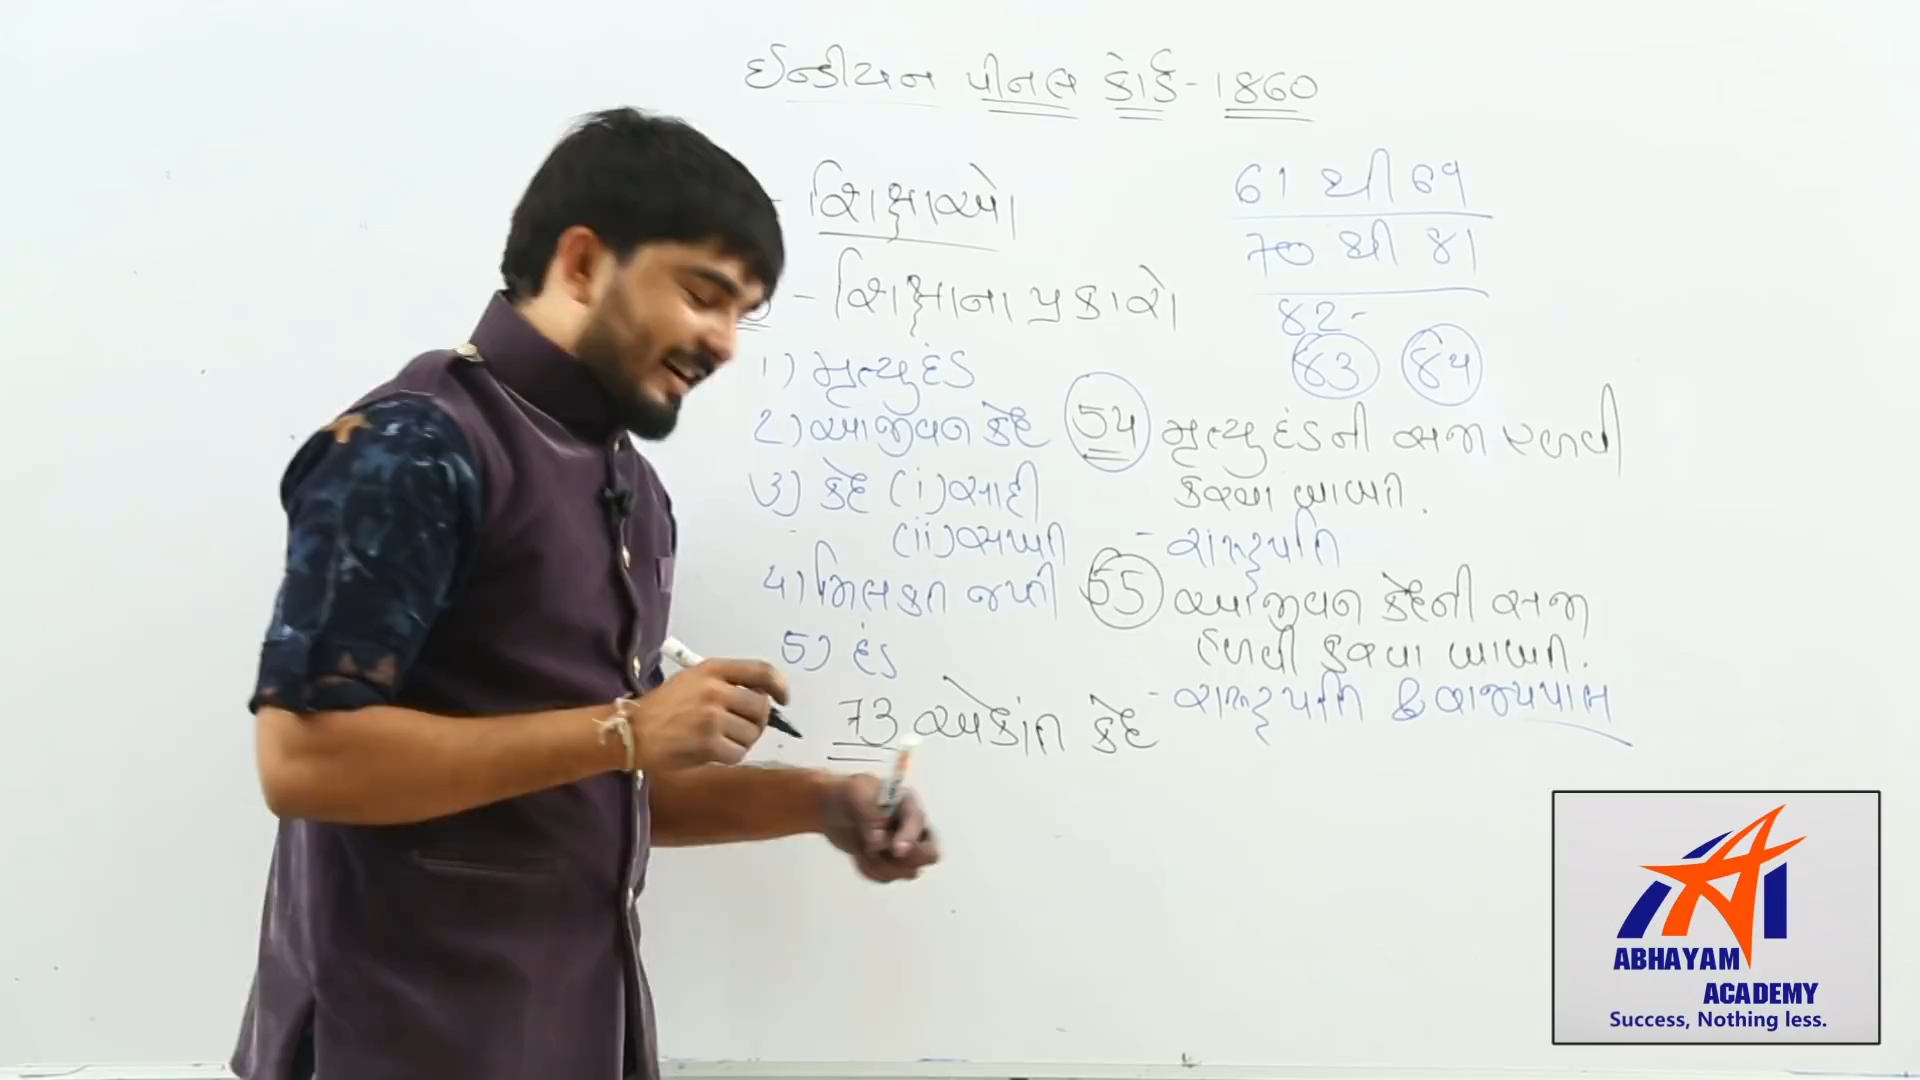 ઈન્ડીયન પીનલ કોડ-1860
- શિક્ષાઓ
- શિક્ષાના પ્રકારો
1) મૃત્યુદંડ
2) આજીવન કેદ
3) કેદ (i) સાદી
(ii) સખત
4) મિલકત જપ્તી
5) દંડ
73 એકાંત કેદ
61 થી 69
70 થી 81
82-
83 84
54 મૃત્યુદંડની સજા હળવી
કરવા બાબત.
- રાષ્ટ્રપતિ
55 આજીવન કેદની સજા
હળવી કરવા બાબત.
- રાષ્ટ્રપતિ & રાજ્યપાલ
ABHAYAM
ACADEMY
Success, Nothing less.